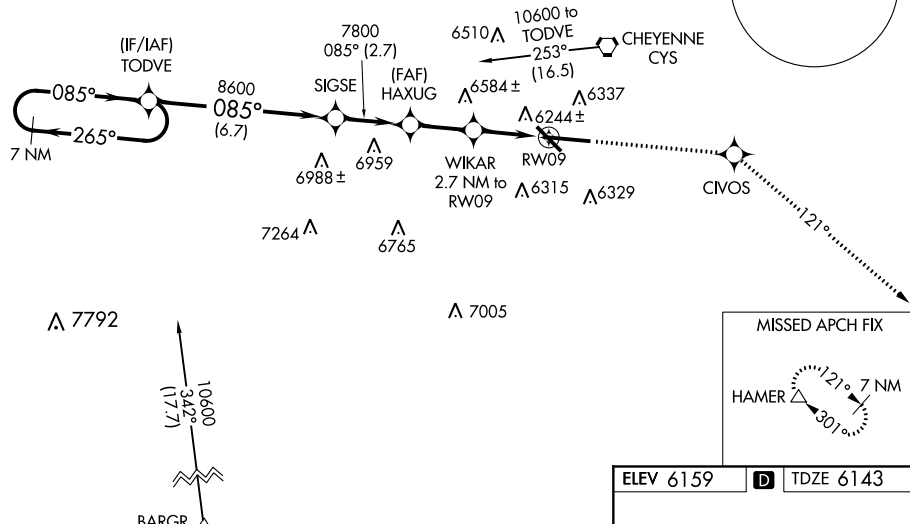 10600 to
TODVE
253°
(16.5)
CHEYENNE
CYS
6510
7800
085° (2.7)
(IF/IAF)
TODVE
8600
085°
(6.7)
085°
265°
7 NM
SIGSE
(FAF)
HAXUG
6584 ±
6337
6244 ±
6988 ±
6959
WIKAR
2.7 NM to
RW09
RW09
6315
6329
CIVOS
121°
7264
6765
7792
7005
10600
342°
(17.7)
BARGR
MISSED APCH FIX
HAMER
121°
301°
7 NM
ELEV 6159
D
TDZE 6143